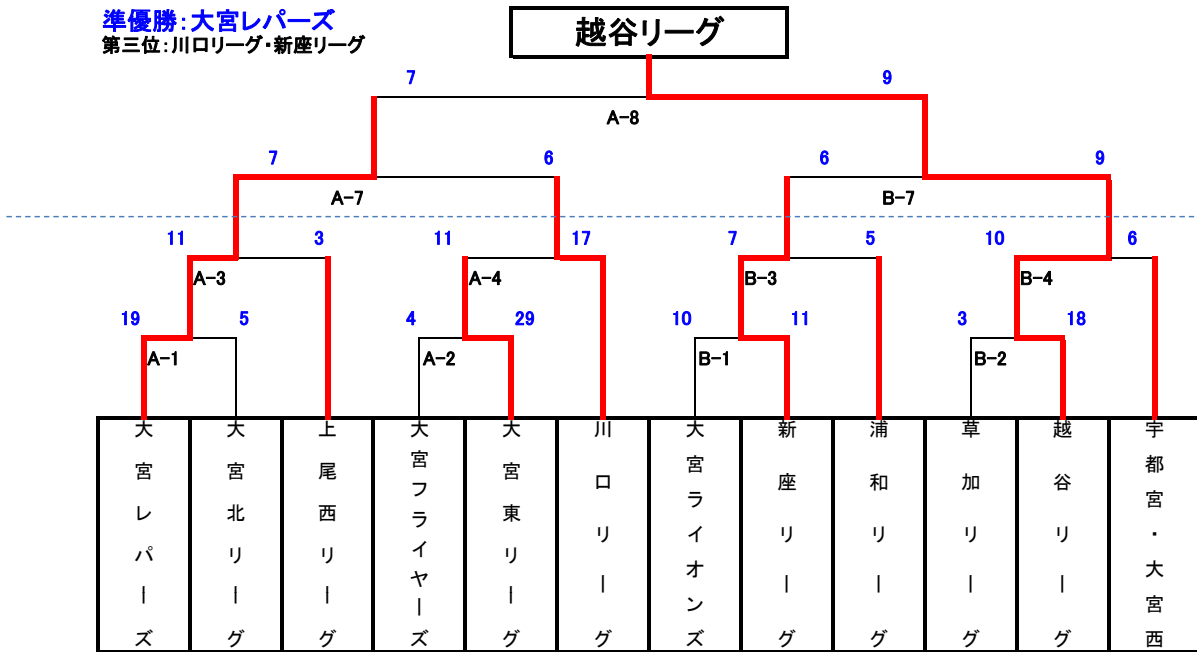 準優勝：大宮レパーズ
第三位：川口リーグ・新座リーグ
越谷リーグ
7 9
A-8
7 6 6 9
A-7 B-7
11 3 11 17 7 5 10 6
A-3 A-4 B-3 B-4
19 5 4 29 10 11 3 18
A-1 A-2 B-1 B-2
大宮レパーズ
大宮北リーグ
上尾西リーグ
大宮フライヤーズ
大宮東リーグ
川口リーグ
大宮ライオンズ
新座リーグ
浦和リーグ
草加リーグ
越谷リーグ
宇都宮・大宮西